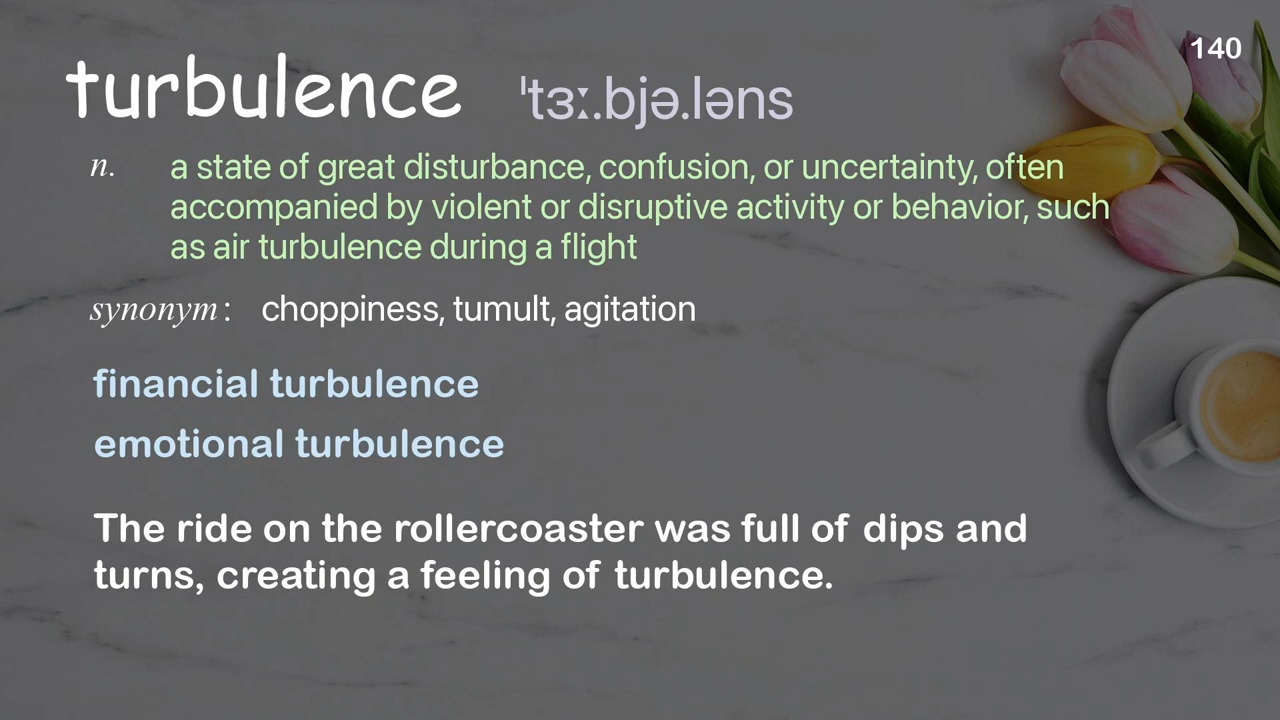 140
turbulence ˈtɜː.bjə.ləns
n. a state of great disturbance, confusion, or uncertainty, often
accompanied by violent or disruptive activity or behavior, such
as air turbulence during a flight
synonym: choppiness, tumult, agitation
financial turbulence
emotional turbulence
The ride on the rollercoaster was full of dips and
turns, creating a feeling of turbulence.